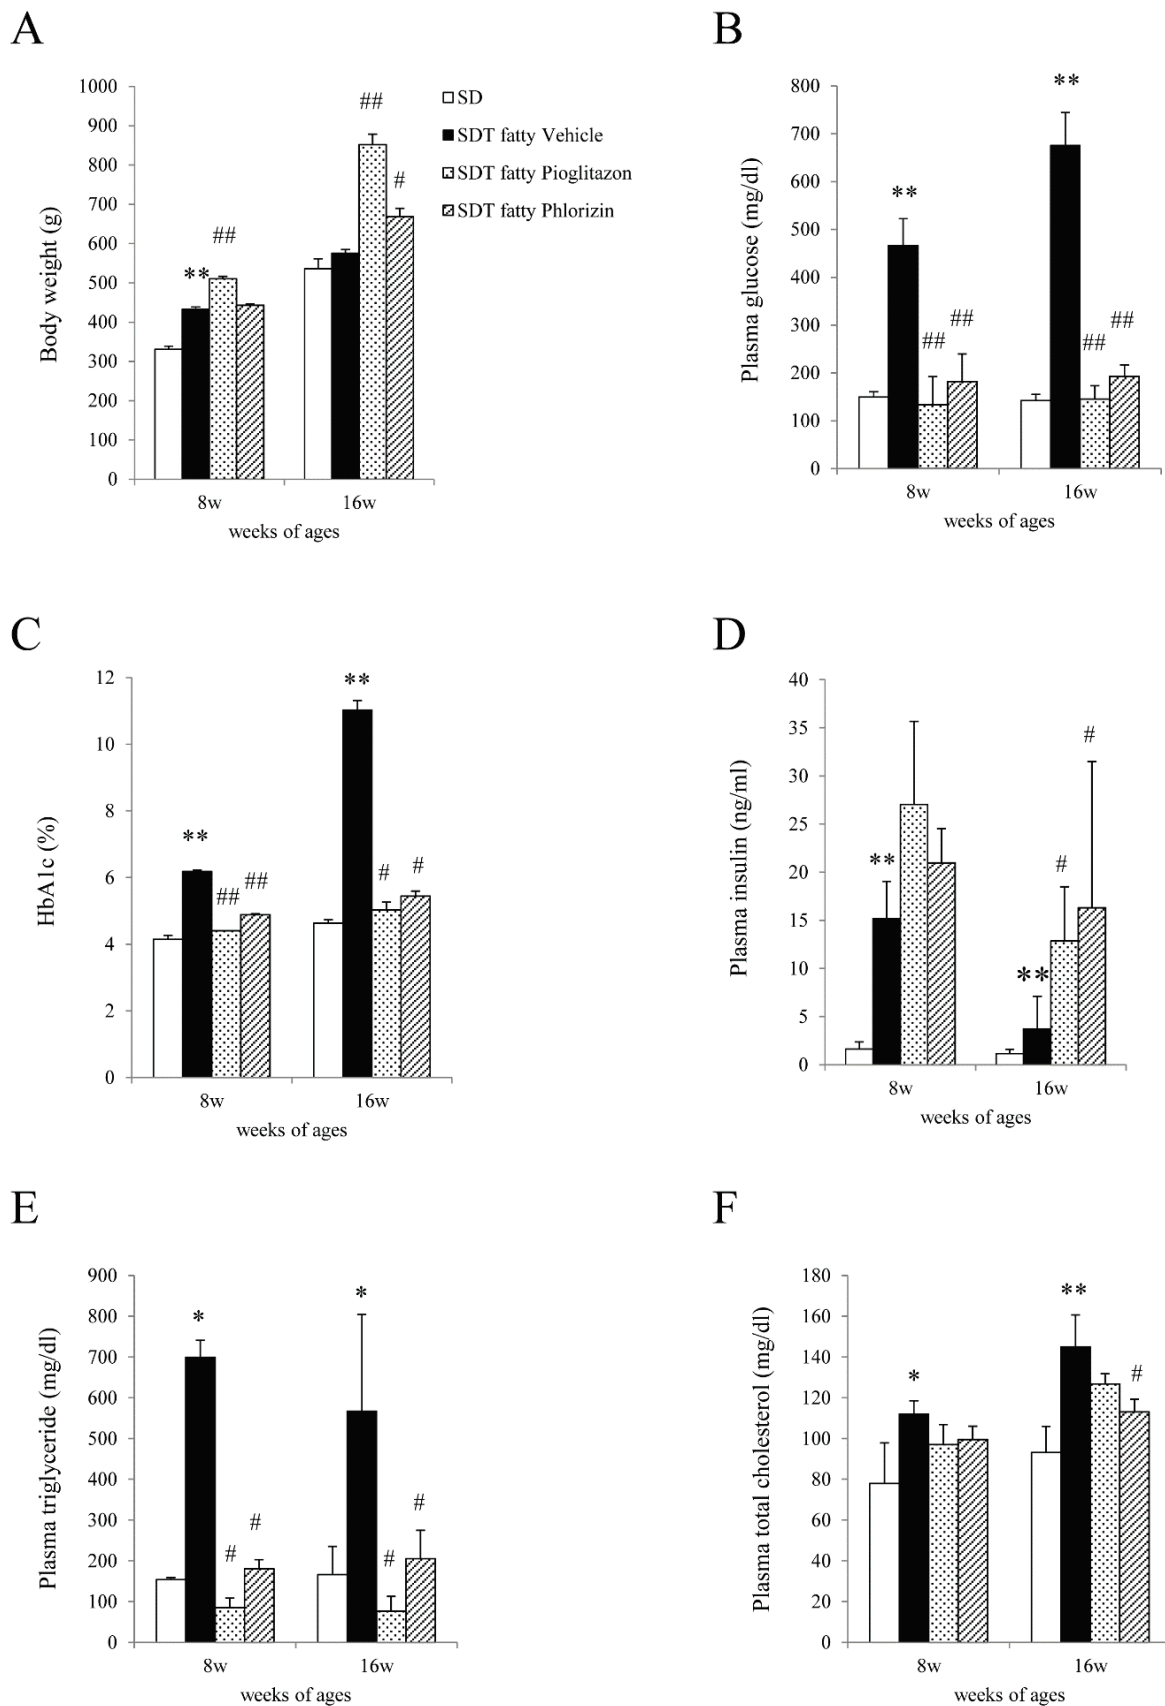 A
1000
900
800
700
600
500
400
300
200
100
0
Body weight (g)
**
##
##
#
8w
16w
weeks of ages
SD
SDT fatty Vehicle
SDT fatty Pioglitazon
SDT fatty Phlorizin
B
800
700
600
500
400
300
200
100
0
Plasma glucose (mg/dl)
**
##
##
**
##
##
8w
16w
weeks of ages
C
12
10
8
6
4
2
0
HbA1c (%)
**
##
##
**
#
#
8w
16w
weeks of ages
D
40
35
30
25
20
15
10
5
0
Plasma insulin (ng/ml)
**
**
#
#
8w
16w
weeks of ages
E
900
800
700
600
500
400
300
200
100
0
Plasma triglyceride (mg/dl)
*
#
#
*
#
#
8w
16w
weeks of ages
F
180
160
140
120
100
80
60
40
20
0
Plasma total cholesterol (mg/dl)
*
**
#
8w
16w
weeks of ages